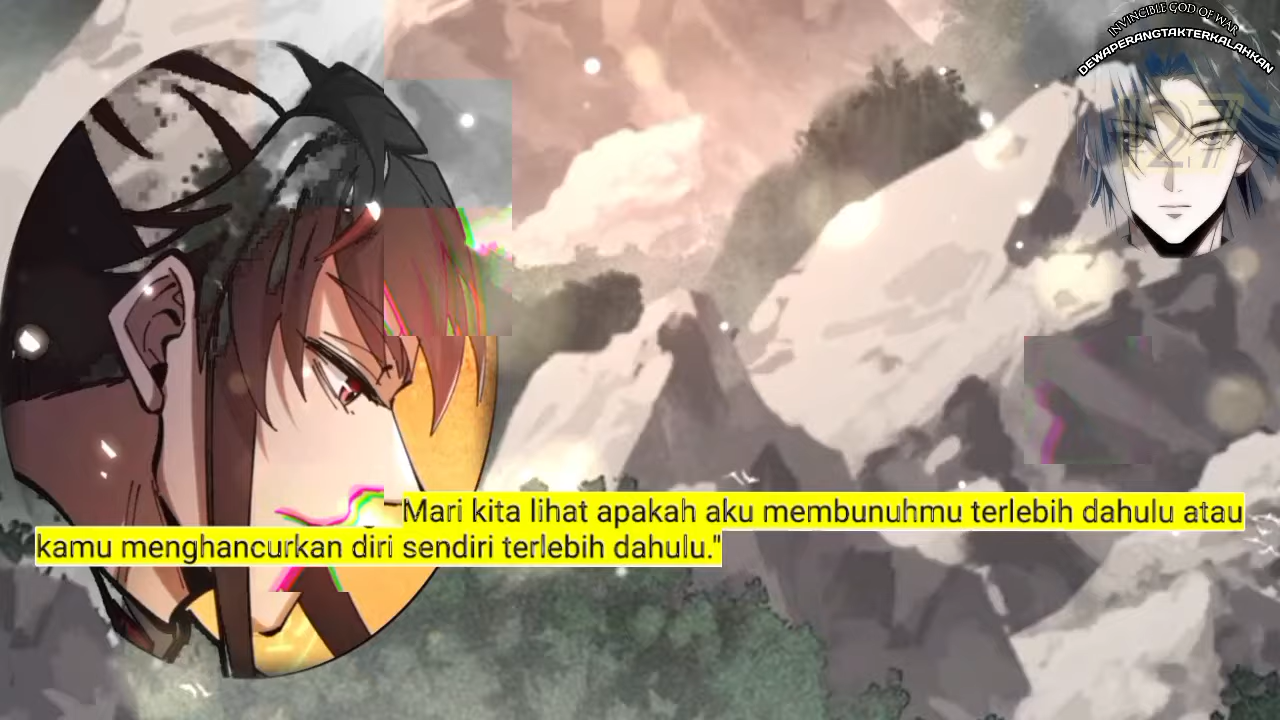 INVINCIBLE GOD OF WAR
DEWAPERANGTAKTERKALAHKAN
#27
Mari kita lihat apakah aku membunuhmu terlebih dahulu atau
kamu menghancurkan diri sendiri terlebih dahulu."